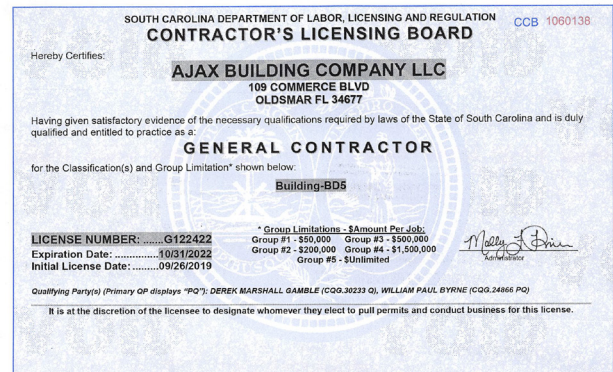 SOUTH CAROLINA DEPARTMENT OF LABOR, LICENSING AND REGULATION
CCB 1060138
CONTRACTOR'S LICENSING BOARD
Hereby Certifies:
AJAX BUILDING COMPANY LLC
109 COMMERCE BLVD
OLDSMAR FL 34677
Having given satisfactory evidence of the necessary qualifications required by laws of the State of South Carolina and is duly
qualified and entitled to practice as a:
GENERAL CONTRACTOR
for the Classification(s) and Group Limitation* shown below:
Building-BD5
* Group Limitations - $Amount Per Job:
Group #1 - $50,000 Group #3 - $500,000
Group #2 - $200,000 Group #4 - $1,500,000
Group #5 - $Unlimited
LICENSE NUMBER: .......G122422
Expiration Date: ..............10/31/2022
Initial License Date: .........09/26/2019
Administrator
Qualifying Party(s) (Primary QP displays "PQ"): DEREK MARSHALL GAMBLE (CQG.30233 Q), WILLIAM PAUL BYRNE (CQG.24866 PQ)
It is at the discretion of the licensee to designate whomever they elect to pull permits and conduct business for this license.